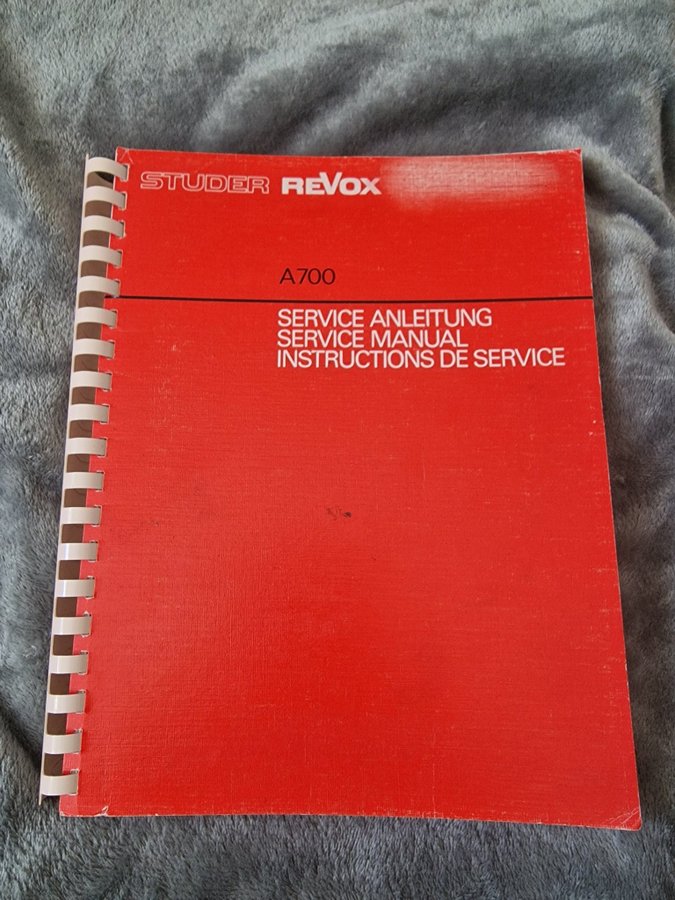 STUDER REVOX
A700
SERVICE ANLEITUNG
SERVICE MANUAL
INSTRUCTIONS DE SERVICE